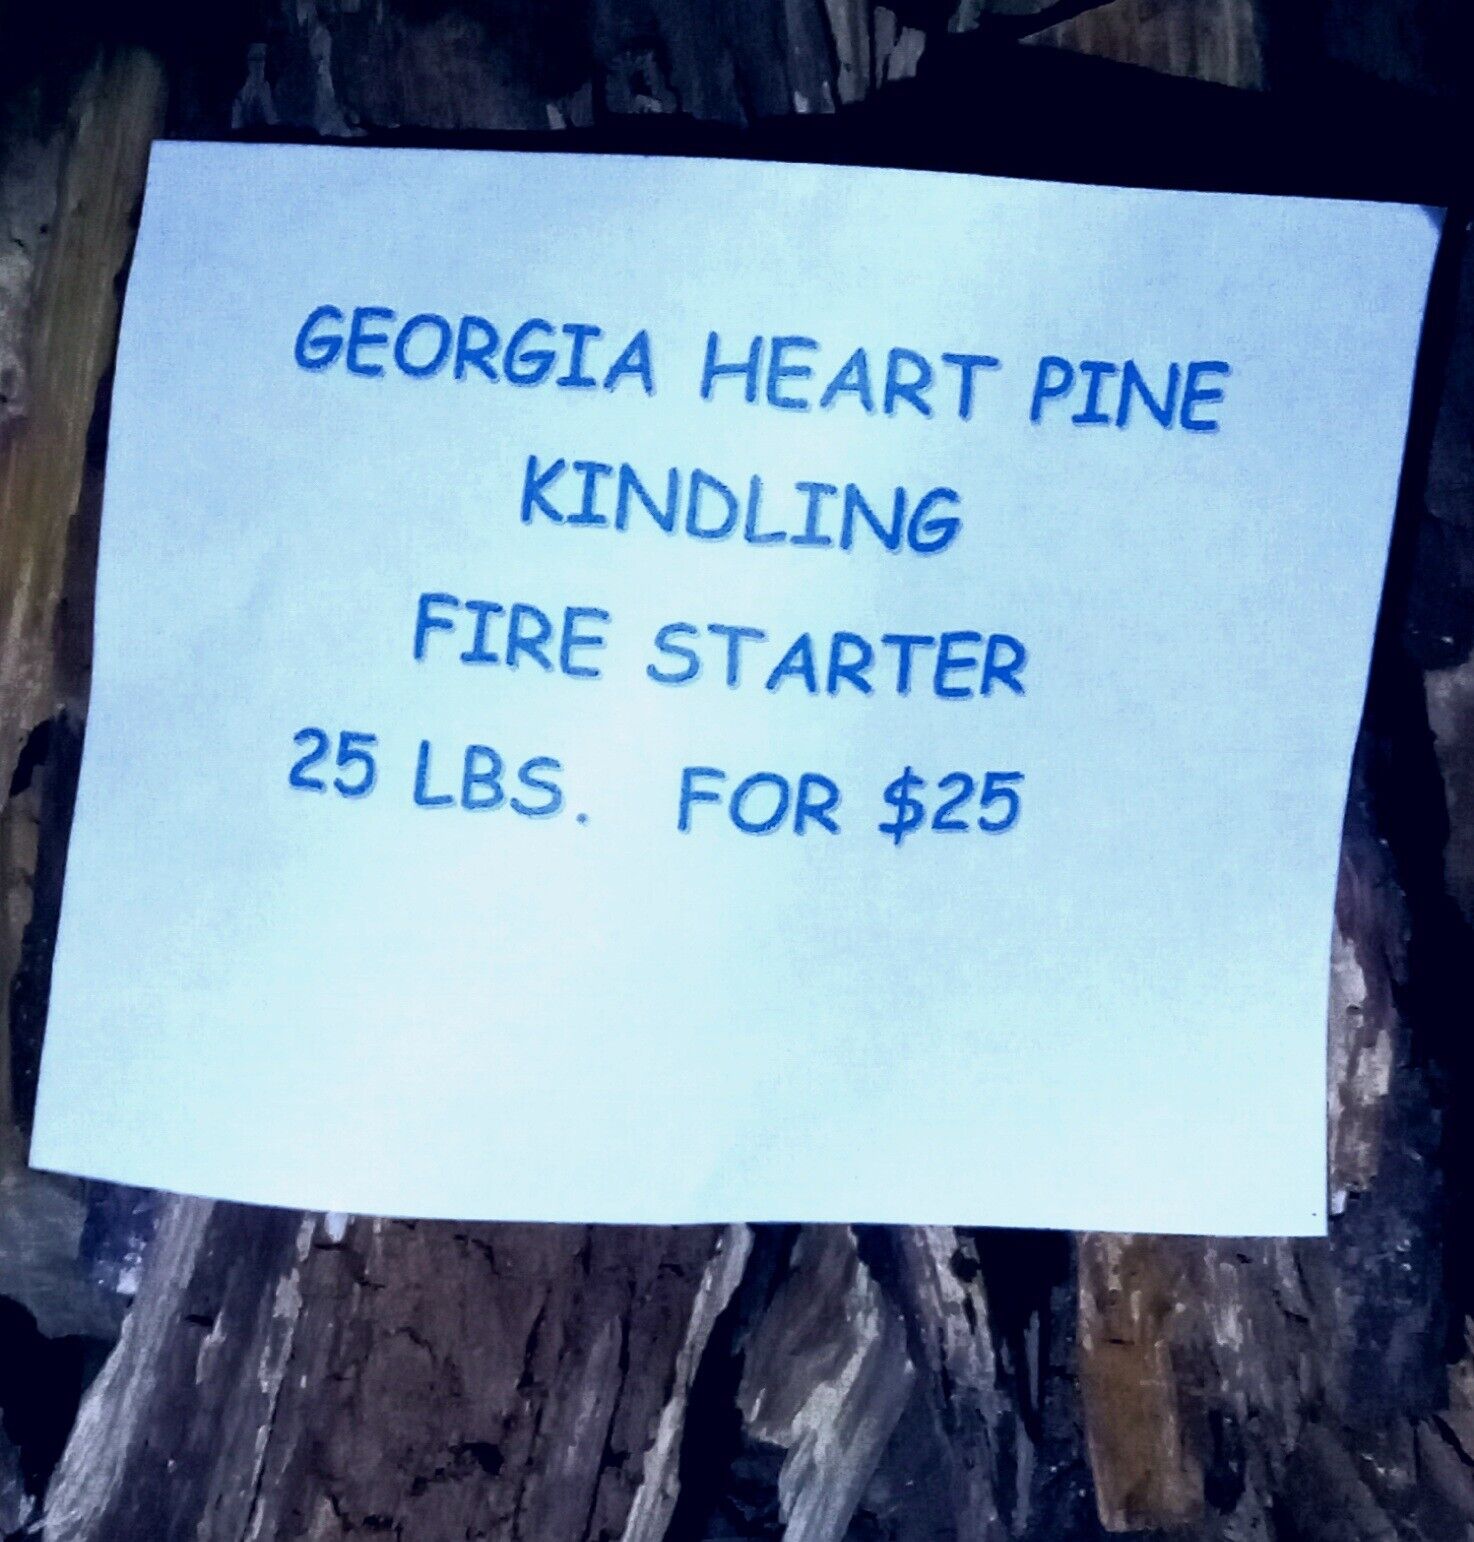 GEORGIA HEART PINE
KINDLING
FIRE STARTER
25 LBS. FOR $25